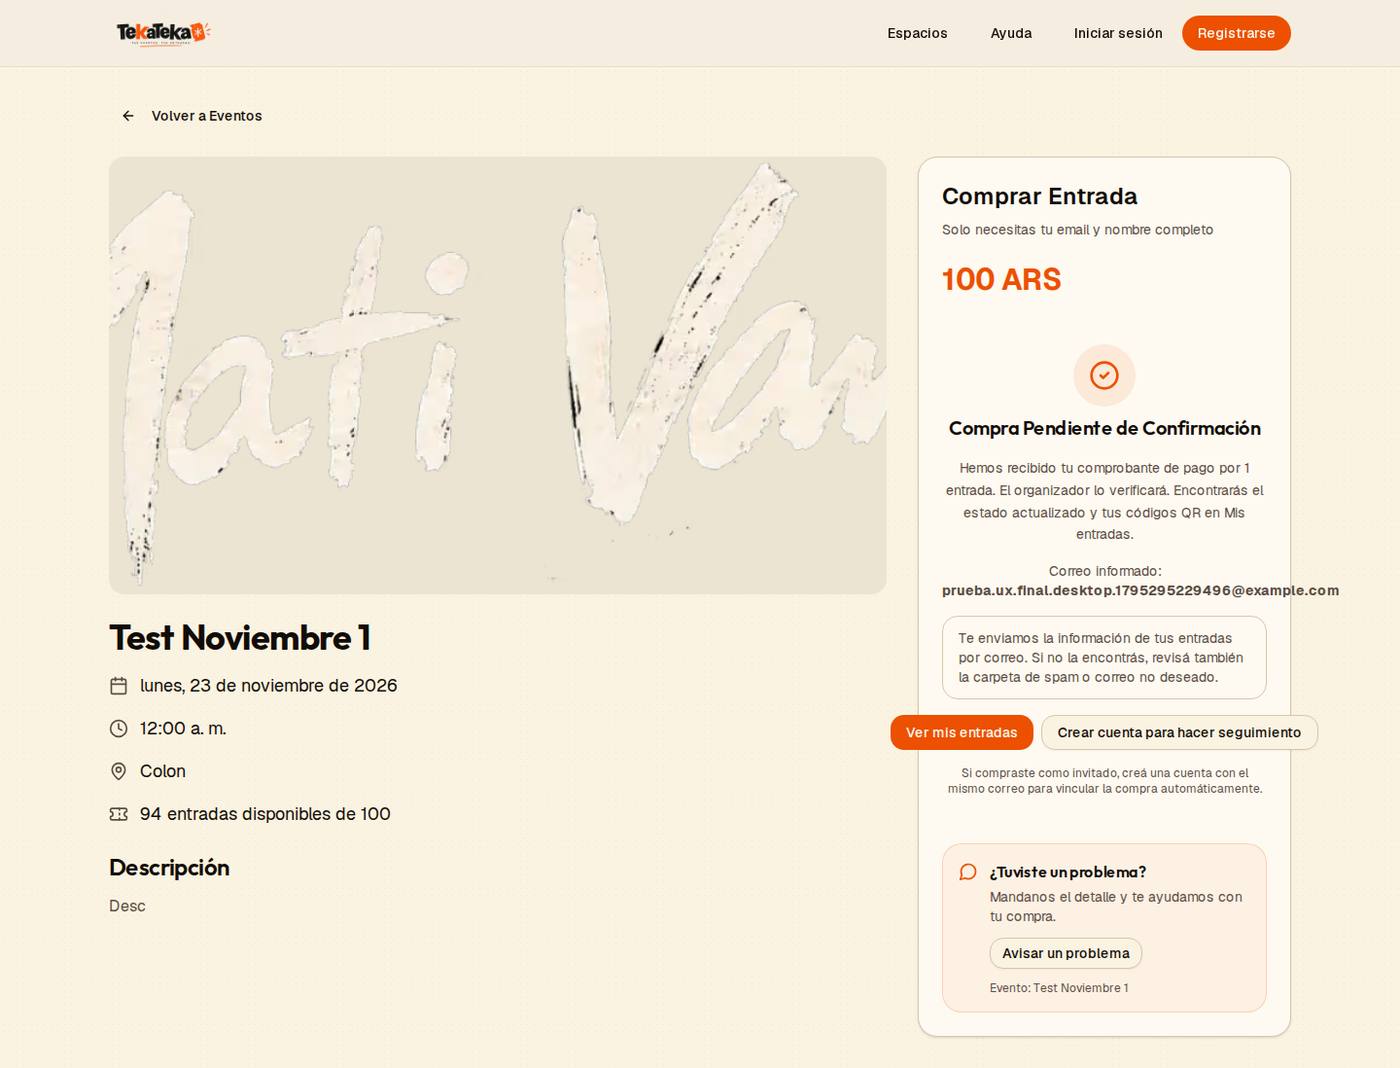 TekaTeka
Espacios
Ayuda
Iniciar sesión
Registrarse
Volver a Eventos
ati Va
Test Noviembre 1
lunes, 23 de noviembre de 2026
12:00 a. m.
Colon
94 entradas disponibles de 100
Descripción
Desc
Comprar Entrada
Solo necesitas tu email y nombre completo
100 ARS
Compra Pendiente de Confirmación
Hemos recibido tu comprobante de pago por 1
entrada. El organizador lo verificará. Encontrarás el
estado actualizado y tus códigos QR en Mis
entradas.
Correo informado:
prueba.ux.final.desktop.1795295229496@example.com
Te enviamos la información de tus entradas
por correo. Si no la encontrás, revisá también
la carpeta de spam o correo no deseado.
Ver mis entradas
Crear cuenta para hacer seguimiento
Si compraste como invitado, creá una cuenta con el
mismo correo para vincular la compra automáticamente.
¿Tuviste un problema?
Mandanos el detalle y te ayudamos con
tu compra.
Avisar un problema
Evento: Test Noviembre 1